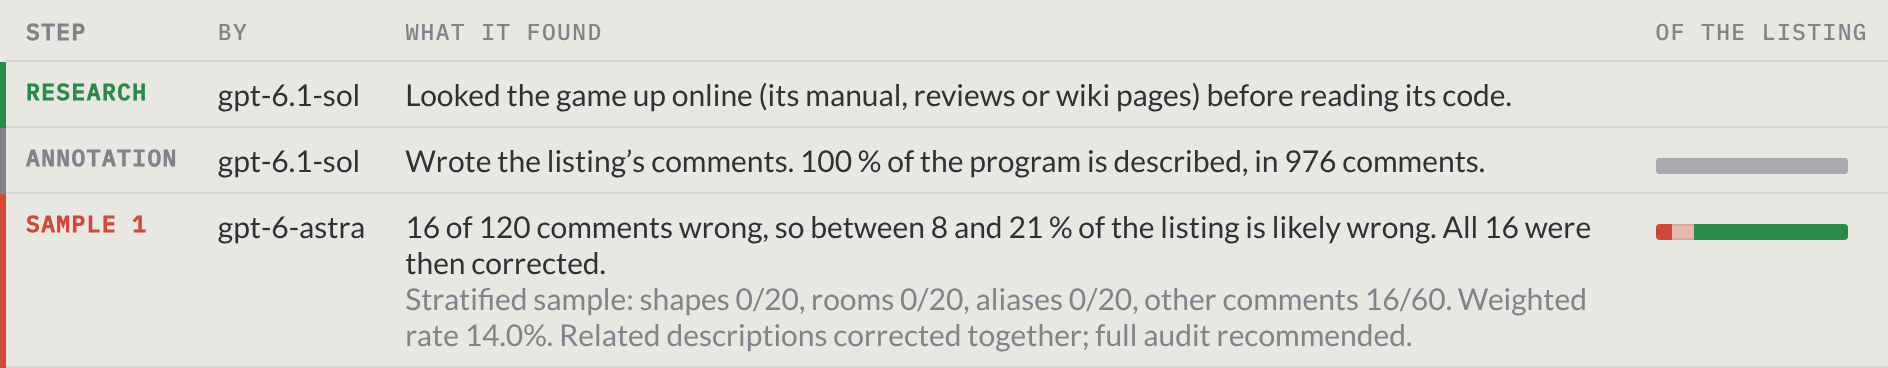 STEP BY WHAT IT FOUND OF THE LISTING
RESEARCH gpt-6.1-sol Looked the game up online (its manual, reviews or wiki pages) before reading its code.
ANNOTATION gpt-6.1-sol Wrote the listing’s comments. 100 % of the program is described, in 976 comments.
SAMPLE 1 gpt-6-astra 16 of 120 comments wrong, so between 8 and 21 % of the listing is likely wrong. All 16 were
then corrected.
Stratified sample: shapes 0/20, rooms 0/20, aliases 0/20, other comments 16/60. Weighted
rate 14.0%. Related descriptions corrected together; full audit recommended.